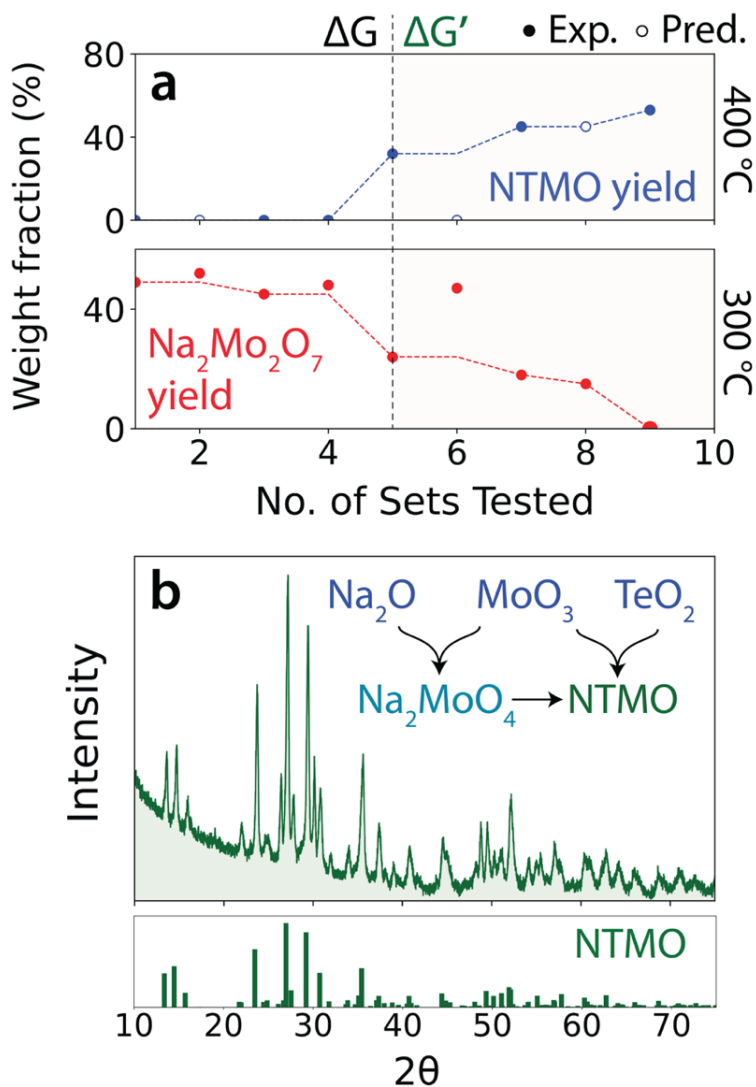 ΔG ΔG′ ● Exp. ○ Pred.
a
Weight fraction (%)
80
40
0
NTMO yield
400 °C
40
0
Na₂Mo₂O₇
yield
300 °C
2 4 6 8 10
No. of Sets Tested
b
Na₂O MoO₃ TeO₂
Na₂MoO₄ NTMO
Intensity
NTMO
10 20 30 40 50 60 70
2θ